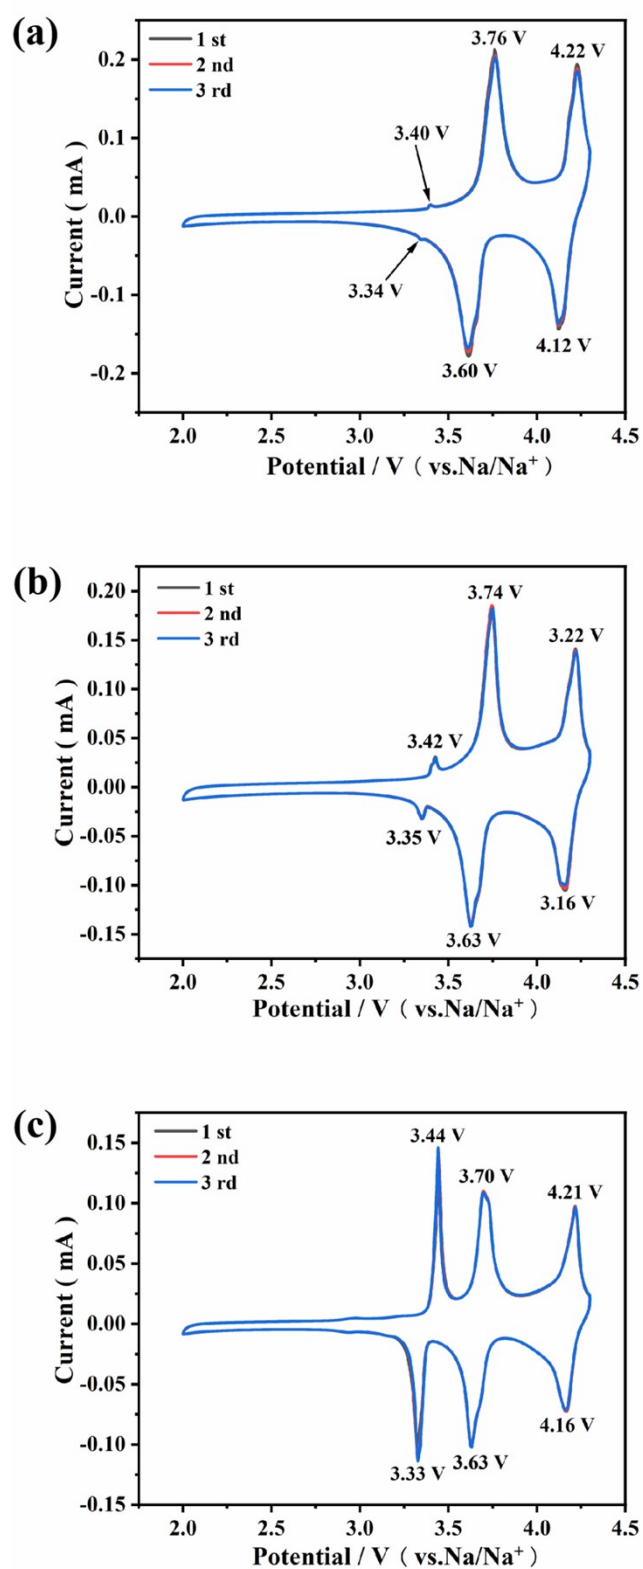 (a)
1 st
2 nd
3 rd
3.76 V
4.22 V
3.40 V
3.34 V
3.60 V
4.12 V
0.2
0.1
0.0
-0.1
-0.2
Current ( mA )
2.0 2.5 3.0 3.5 4.0 4.5
Potential / V ( vs.Na/Na⁺ )
(b)
1 st
2 nd
3 rd
3.74 V
3.22 V
3.42 V
3.35 V
3.63 V
3.16 V
0.20
0.15
0.10
0.05
0.00
-0.05
-0.10
-0.15
Current ( mA )
2.0 2.5 3.0 3.5 4.0 4.5
Potential / V ( vs.Na/Na⁺ )
(c)
1 st
2 nd
3 rd
3.44 V
3.70 V
4.21 V
3.33 V
3.63 V
4.16 V
0.15
0.10
0.05
0.00
-0.05
-0.10
-0.15
Current ( mA )
2.0 2.5 3.0 3.5 4.0 4.5
Potential / V ( vs.Na/Na⁺ )